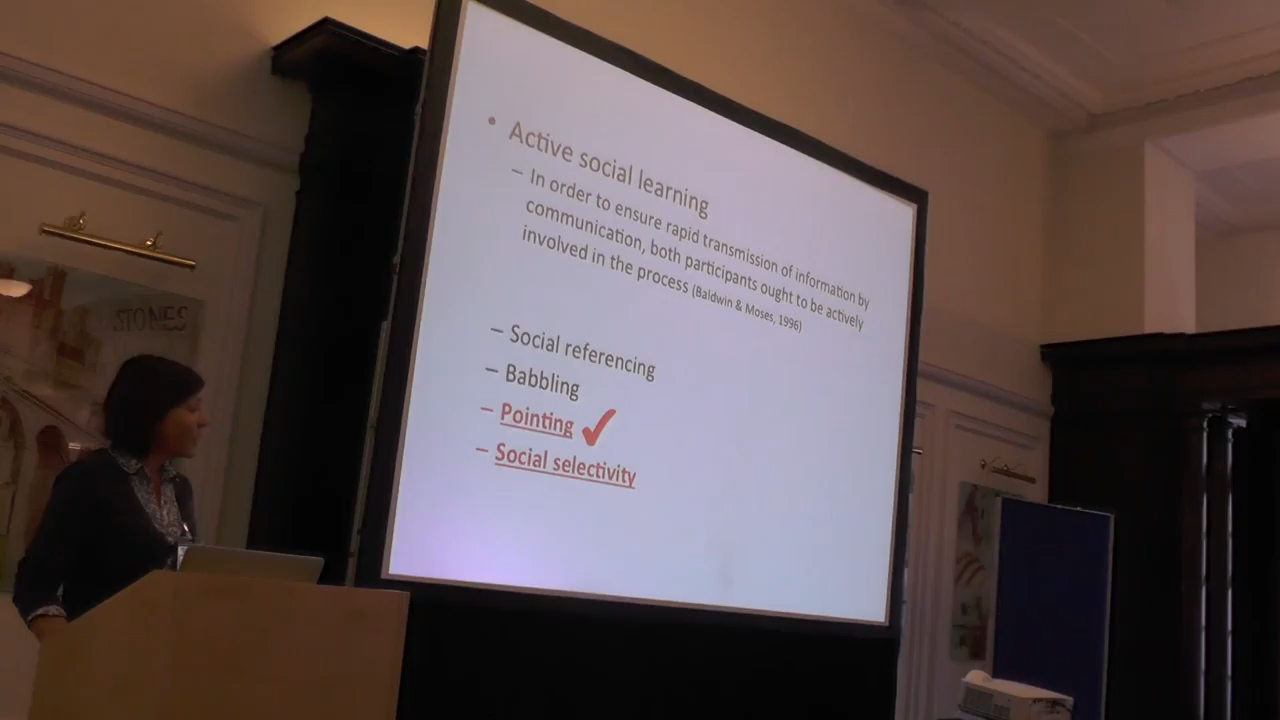 STONES
• Active social learning
– In order to ensure rapid transmission of information by
communication, both participants ought to be actively
involved in the process (Baldwin & Moses, 1996)
– Social referencing
– Babbling
– Pointing ✓
– Social selectivity